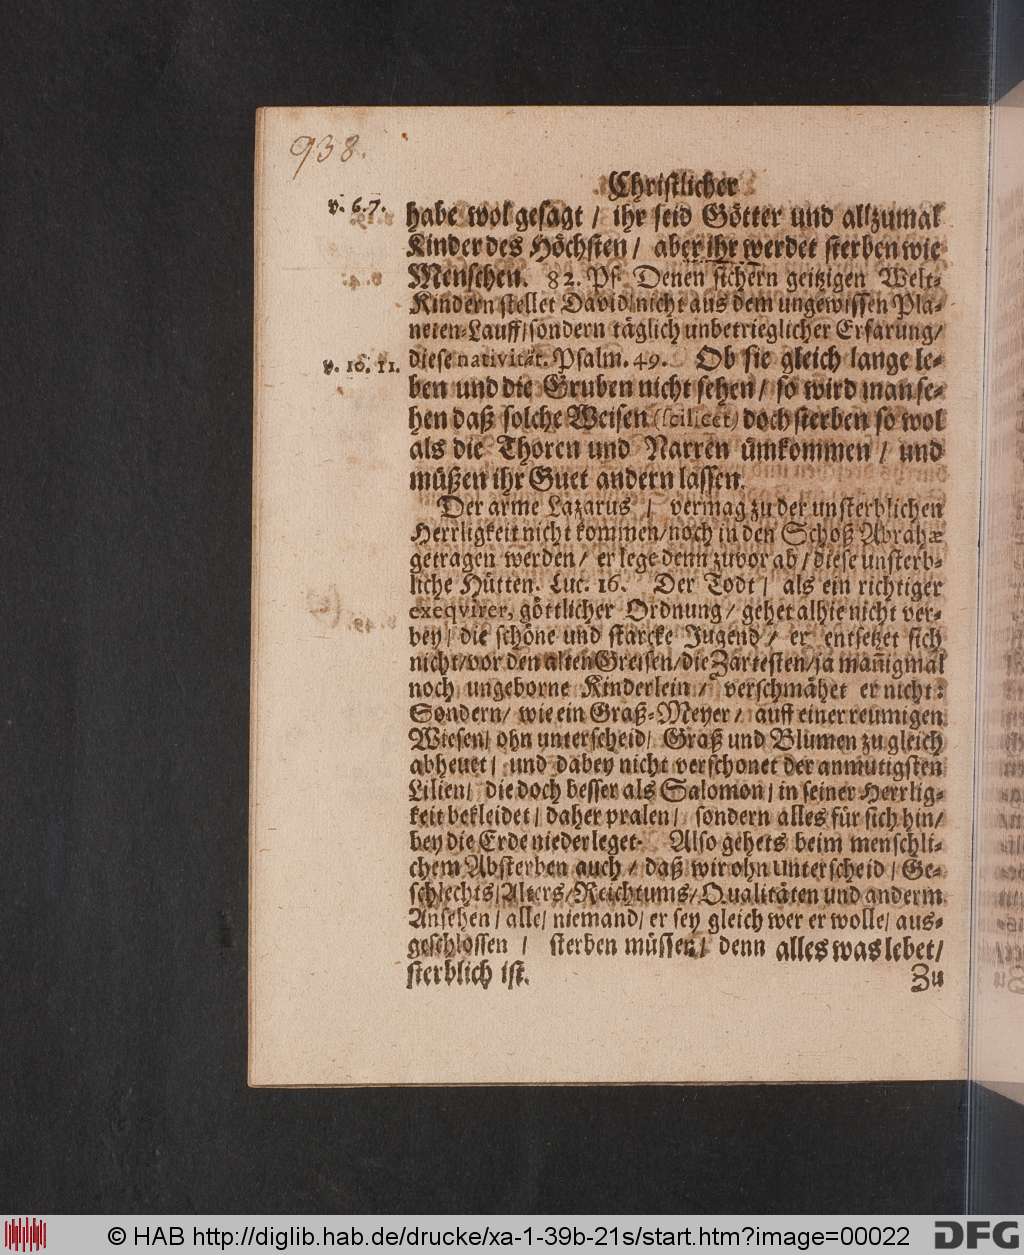 938.
Christlicher
v. 6. 7.
habe wol gesagt / ihr seid Götter und allzumal
Kinder des Höchsten / aber ihr werdet sterben wie
Menschen. 82. Ps. Denen sichern geitzigen Welt-
Kindern stellet David nicht aus dem ungewissen Pla-
neten-Lauff / sondern täglich unbetrieglicher Erfarung /
v. 10. 11.
diese nativität. Psalm. 49. Ob sie gleich lange le-
ben und die Gruben nicht sehen / so wird man se-
hen daß solche Weisen (scilicet) doch sterben so wol
als die Thoren und Narren ümkommen / und
müßen ihr Guet andern lassen.
Der arme Lazarus / vermag zu der unsterblichen
Herrligkeit nicht kommen / noch in den Schoß Abrahæ
getragen werden / er lege denn zuvor ab / diese unsterb-
liche Hütten. Luc. 16. Der Todt / als ein richtiger
exeqvirer, göttlicher Ordnung / gehet alhie nicht ver-
bey / die schöne und starcke Jugend / er entsetzet sich
nicht / vor den alten Greisen / die Zartesten / ja man̄igmal
noch ungeborne Kinderlein / verschmähet er nicht:
Sondern / wie ein Graß-Meyer / auff einer reumigen
Wiesen / ohn unterscheid / Graß und Blumen zu gleich
abheuet / und dabey nicht verschonet der anmutigsten
Lilien / die doch besser als Salomon / in seiner Herrlig-
keit bekleidet / daher pralen / sondern alles für sich hin /
bey die Erde niederleget. Also gehets beim menschli-
chem Absterben auch / daß wir ohn unterscheid / Ge-
schlechts / Alters / Reichtums / Qualitäten und anderm
Ansehen / alle / niemand / er sey gleich wer er wolle / aus-
geschlossen / sterben müssen / denn alles was lebet /
sterblich ist.
Zu
© HAB http://diglib.hab.de/drucke/xa-1-39b-21s/start.htm?image=00022
DFG